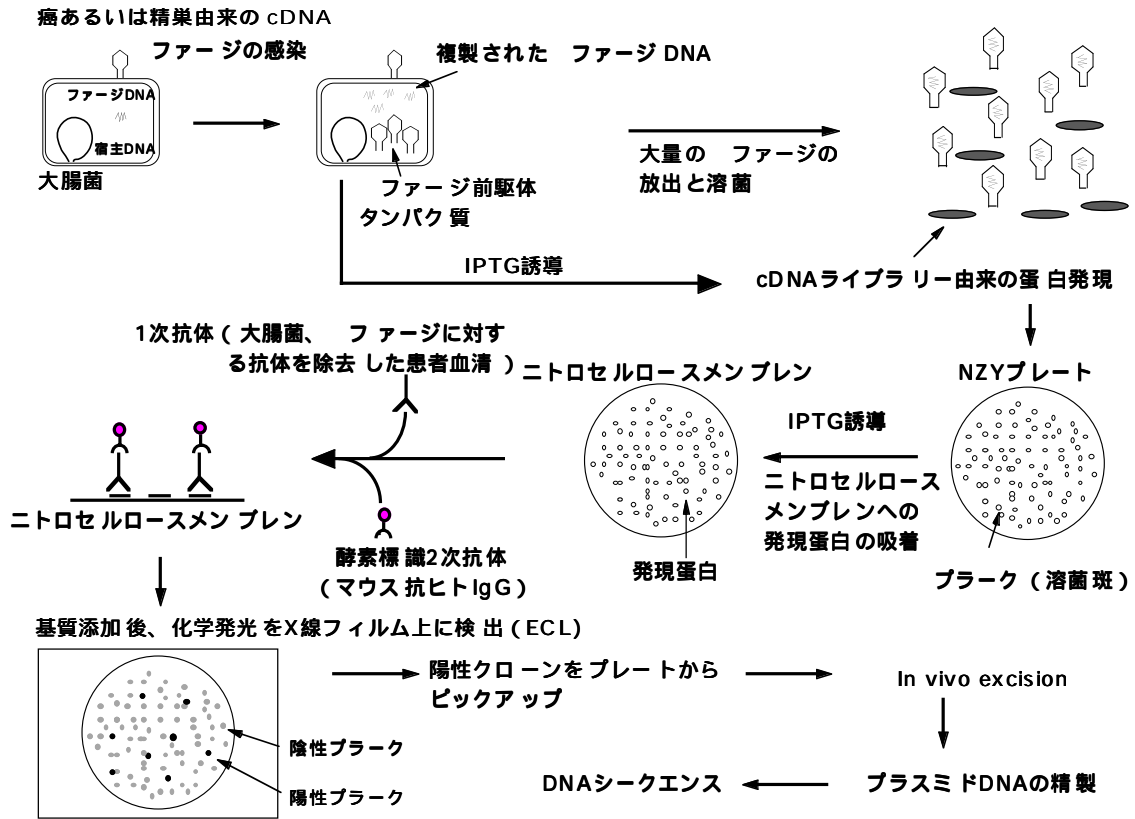 癌あるいは精巣由来の cDNA
ファージの感染
ファージDNA
宿主DNA
大腸菌
複製された ファージ DNA
ファージ前駆体
タンパク質
大量の ファージの
放出と溶菌
IPTG誘導
cDNAライブラリー由来の蛋白発現
NZYプレート
プラーク（溶菌斑）
IPTG誘導
ニトロセルロース
メンブレンへの
発現蛋白の吸着
ニトロセルロースメンブレン
発現蛋白
1次抗体（大腸菌、 ファージに対す
る抗体を除去した患者血清）
酵素標識2次抗体
（マウス抗ヒトIgG）
ニトロセルロースメンブレン
基質添加後、化学発光をX線フィルム上に検出（ECL)
陰性プラーク
陽性プラーク
陽性クローンをプレートから
ピックアップ
In vivo excision
プラスミドDNAの精製
DNAシークエンス